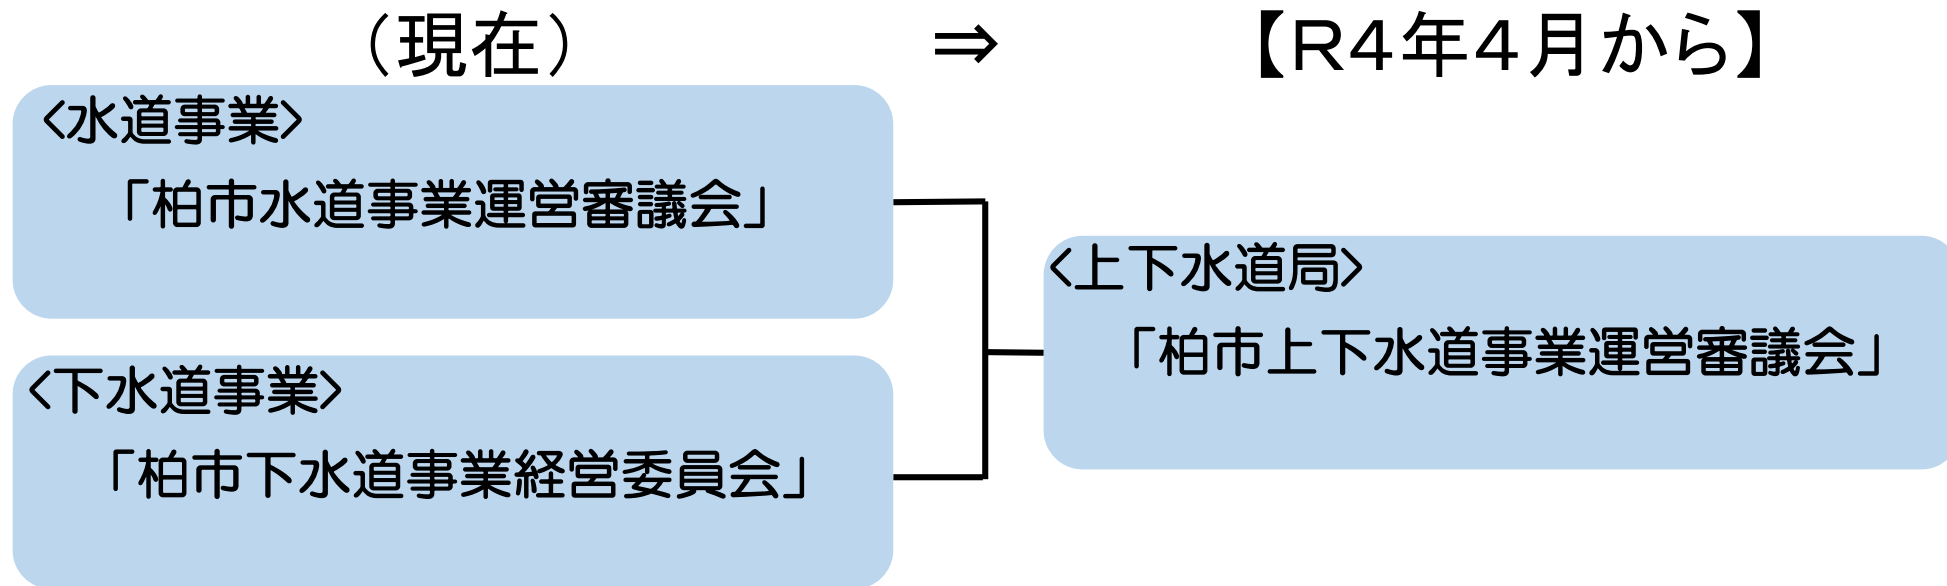 （現在） ⇒ 【R4年4月から】
<水道事業>
「柏市水道事業運営審議会」
<下水道事業>
「柏市下水道事業経営委員会」
<上下水道局>
「柏市上下水道事業運営審議会」